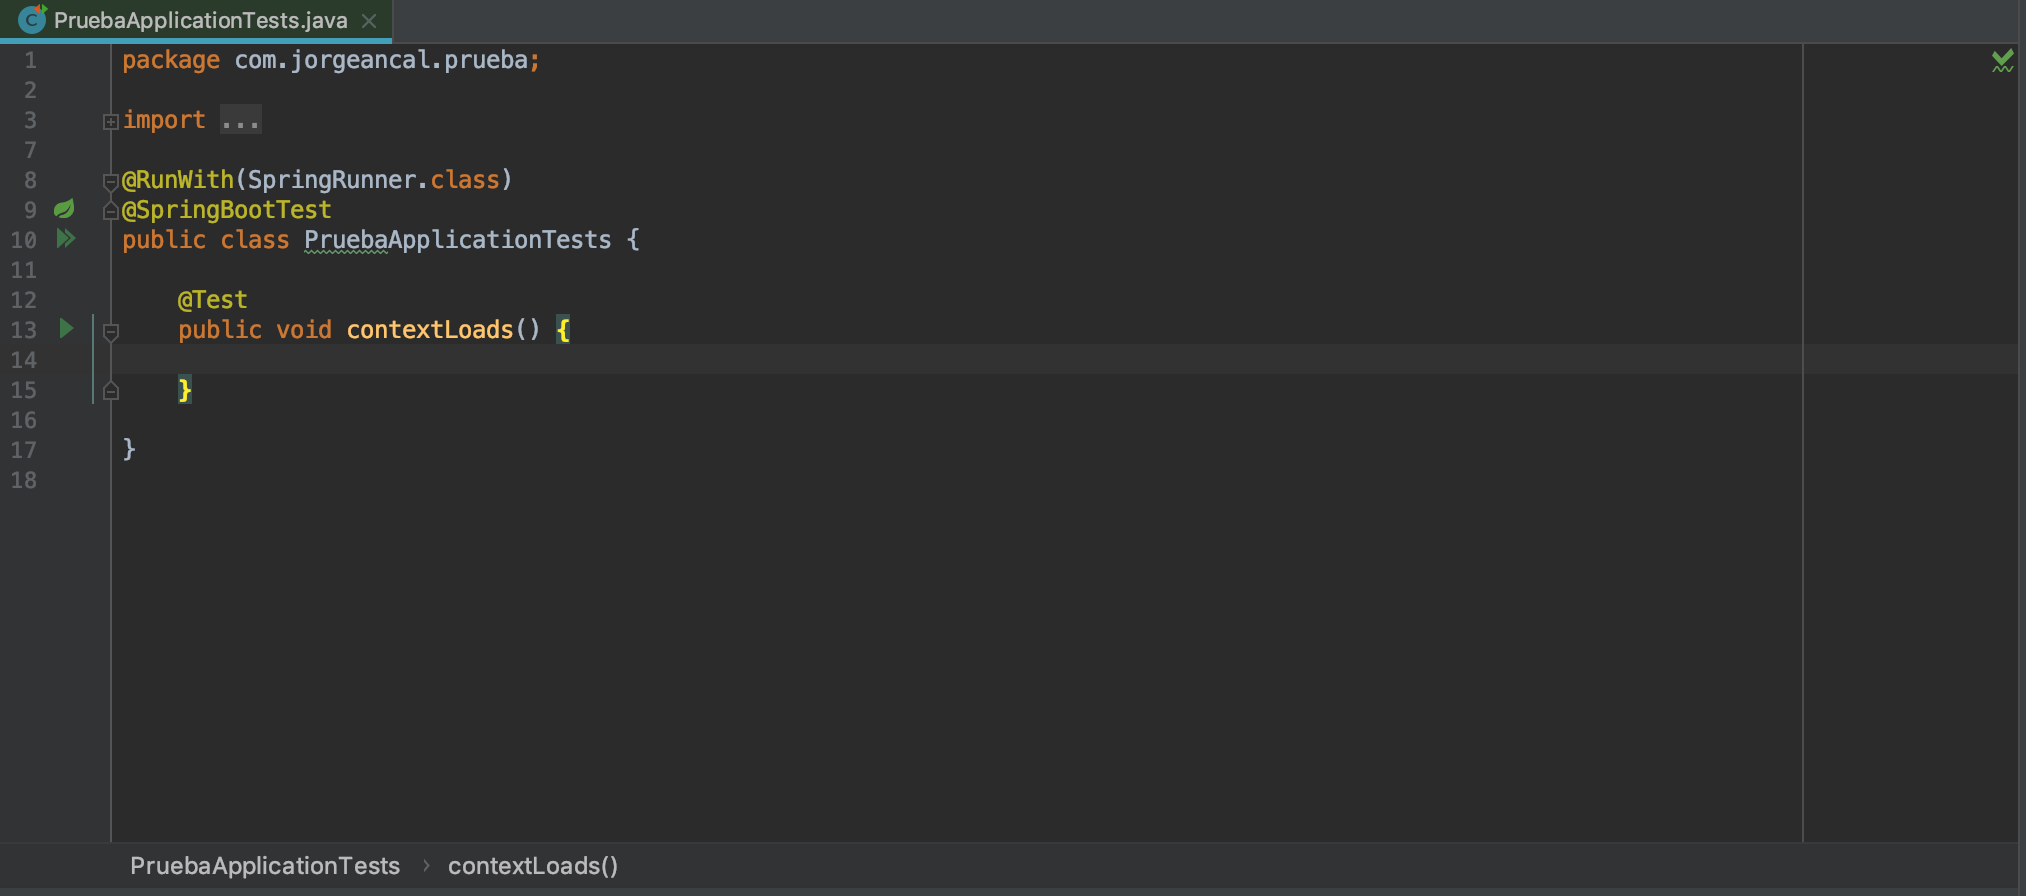 PruebaApplicationTests.java
1 package com.jorgeancal.prueba;
2
3 import ...
7
8 @RunWith(SpringRunner.class)
9 @SpringBootTest
10 public class PruebaApplicationTests {
11
12 @Test
13 public void contextLoads() {
14
15 }
16
17 }
18
PruebaApplicationTests › contextLoads()